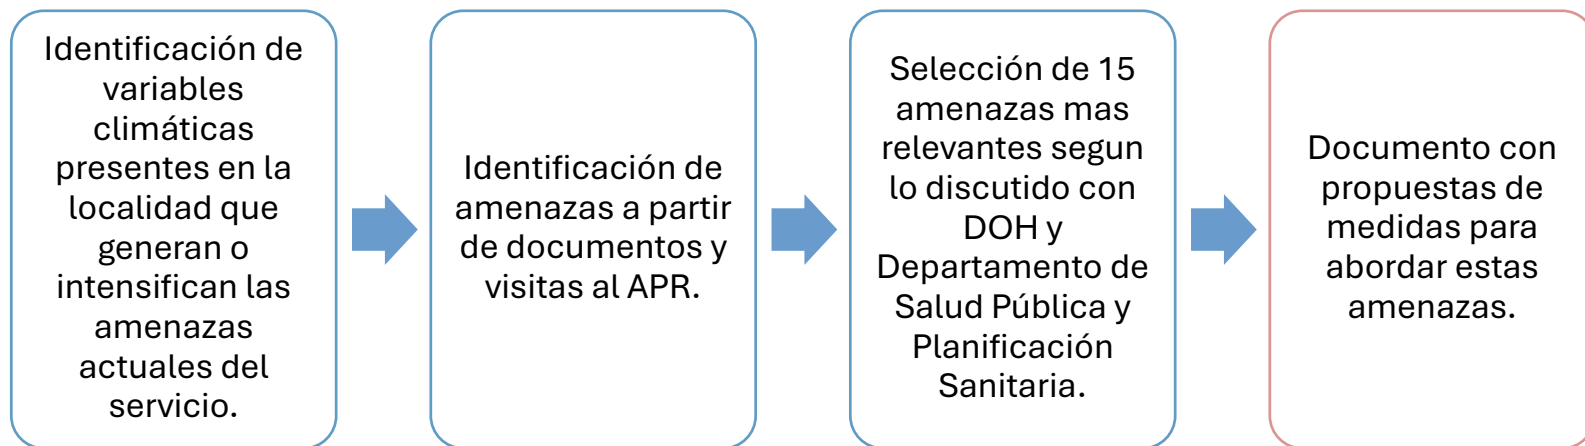 Identificación de
variables
climáticas
presentes en la
localidad que
generan o
intensifican las
amenazas
actuales del
servicio.
Identificación de
amenazas a partir
de documentos y
visitas al APR.
Selección de 15
amenazas mas
relevantes segun
lo discutido con
DOH y
Departamento de
Salud Pública y
Planificación
Sanitaria.
Documento con
propuestas de
medidas para
abordar estas
amenazas.